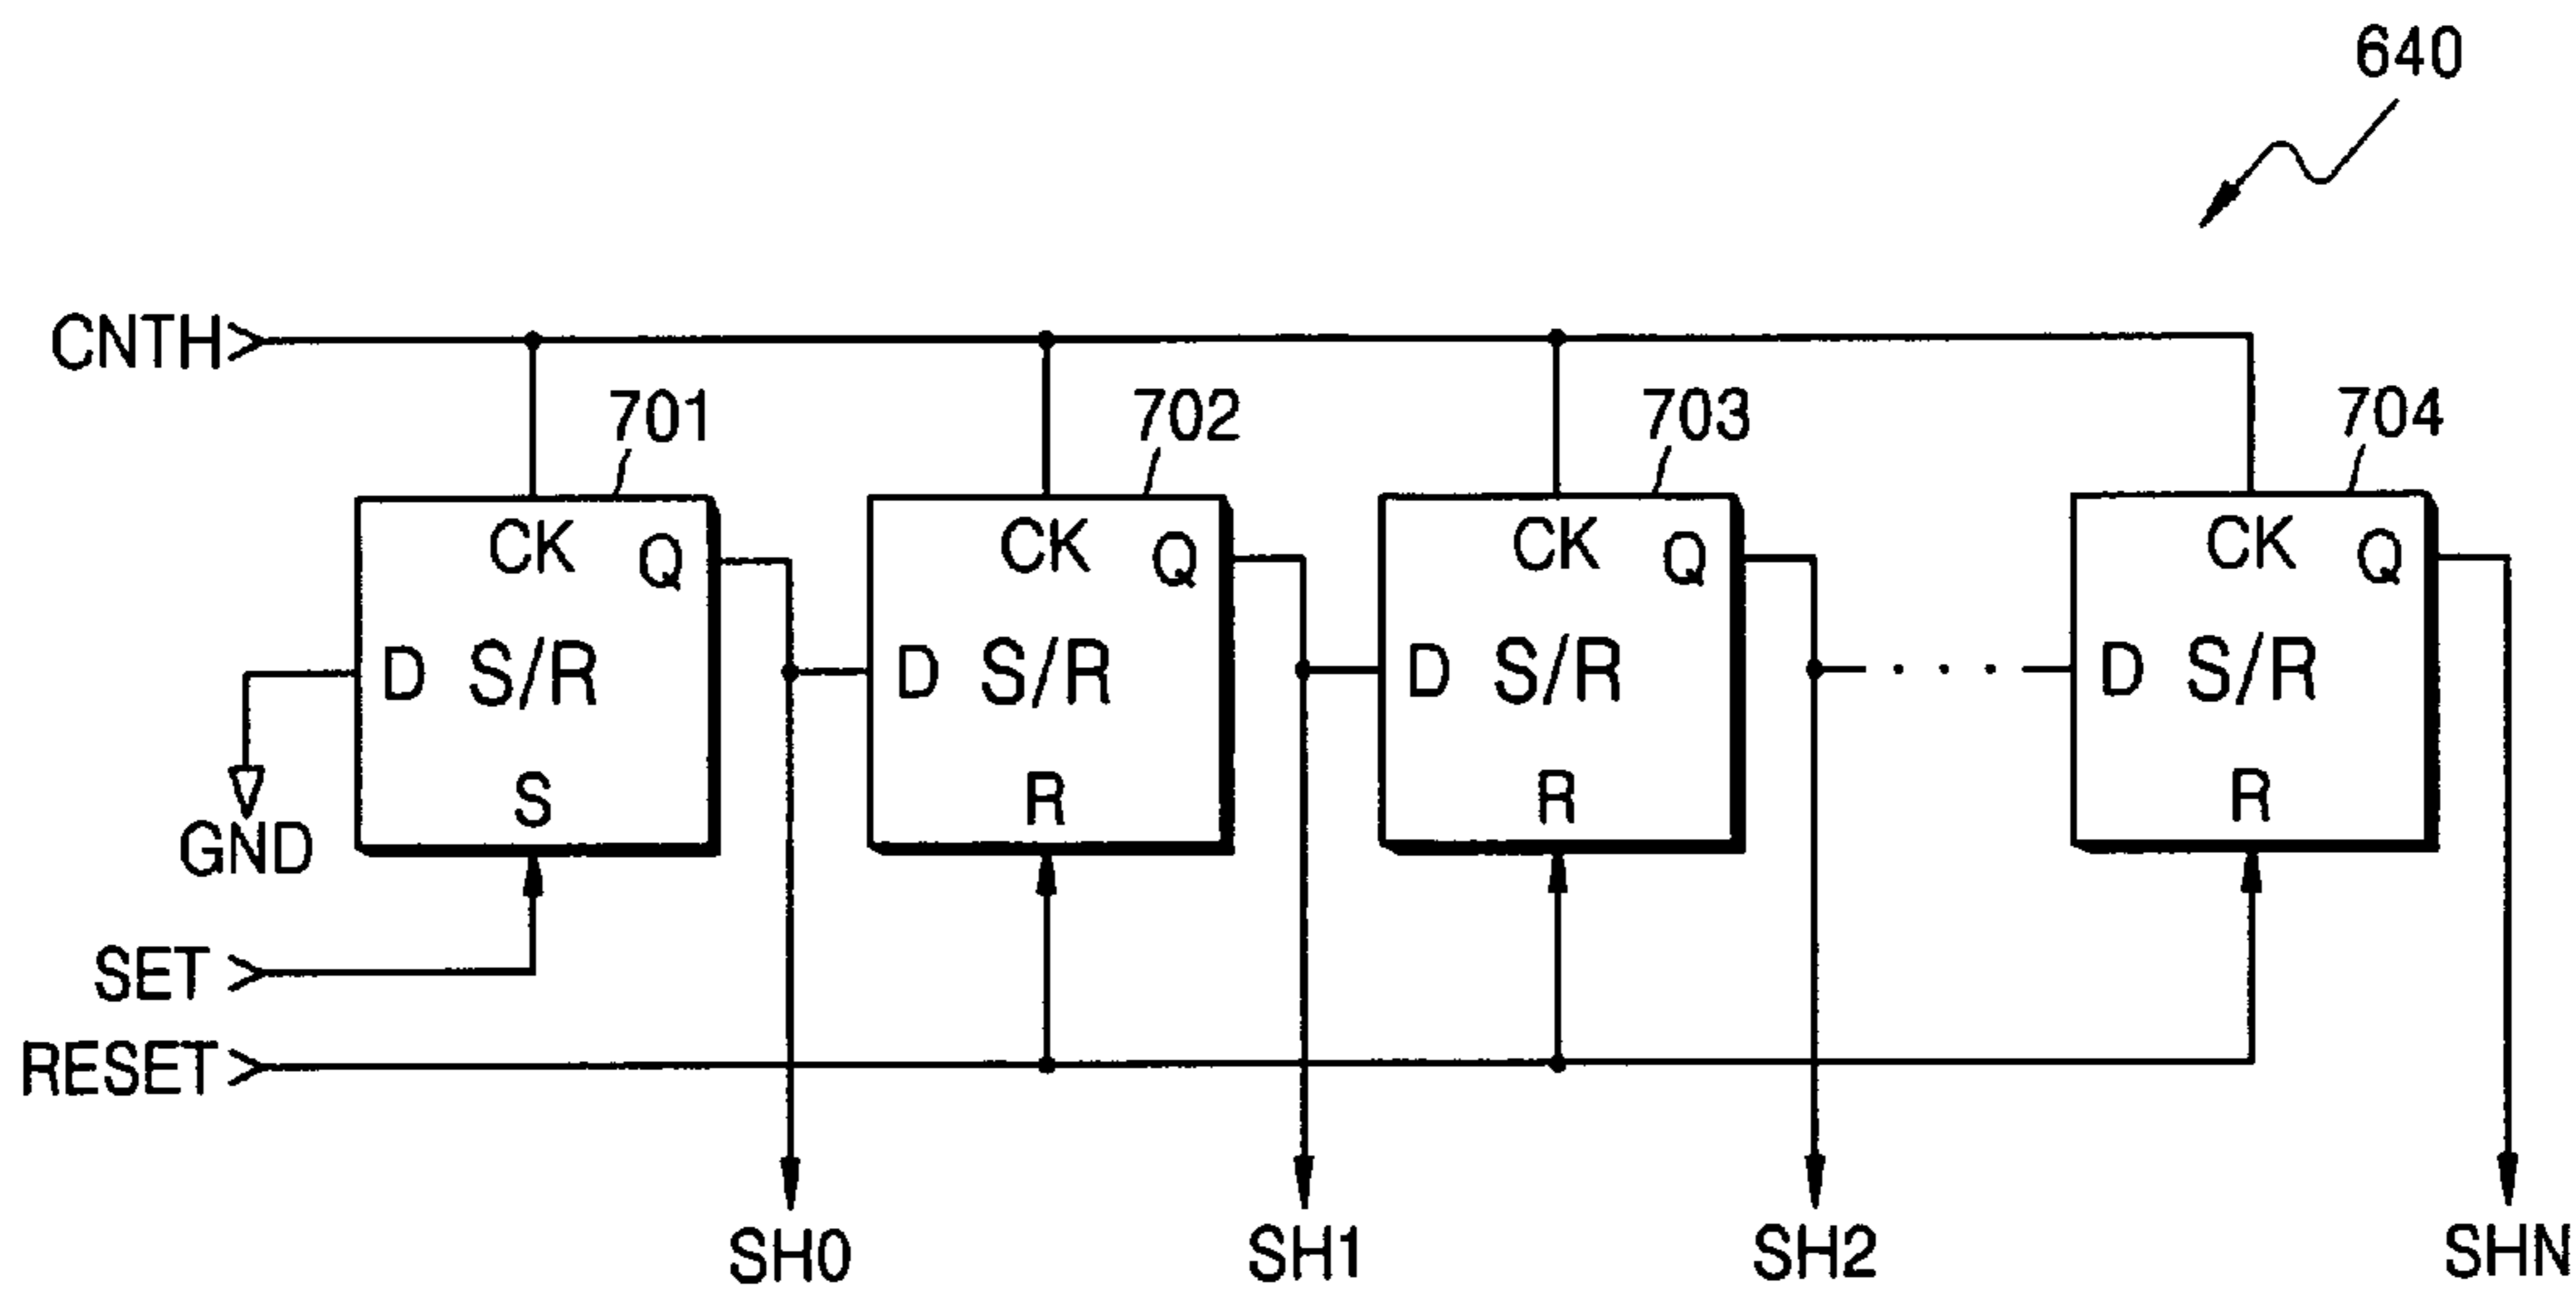 640
CNTH
701
702
703
704
CK Q
D S/R
S
CK Q
D S/R
R
CK Q
D S/R
R
CK Q
D S/R
R
GND
SET
RESET
SH0
SH1
SH2
SHN